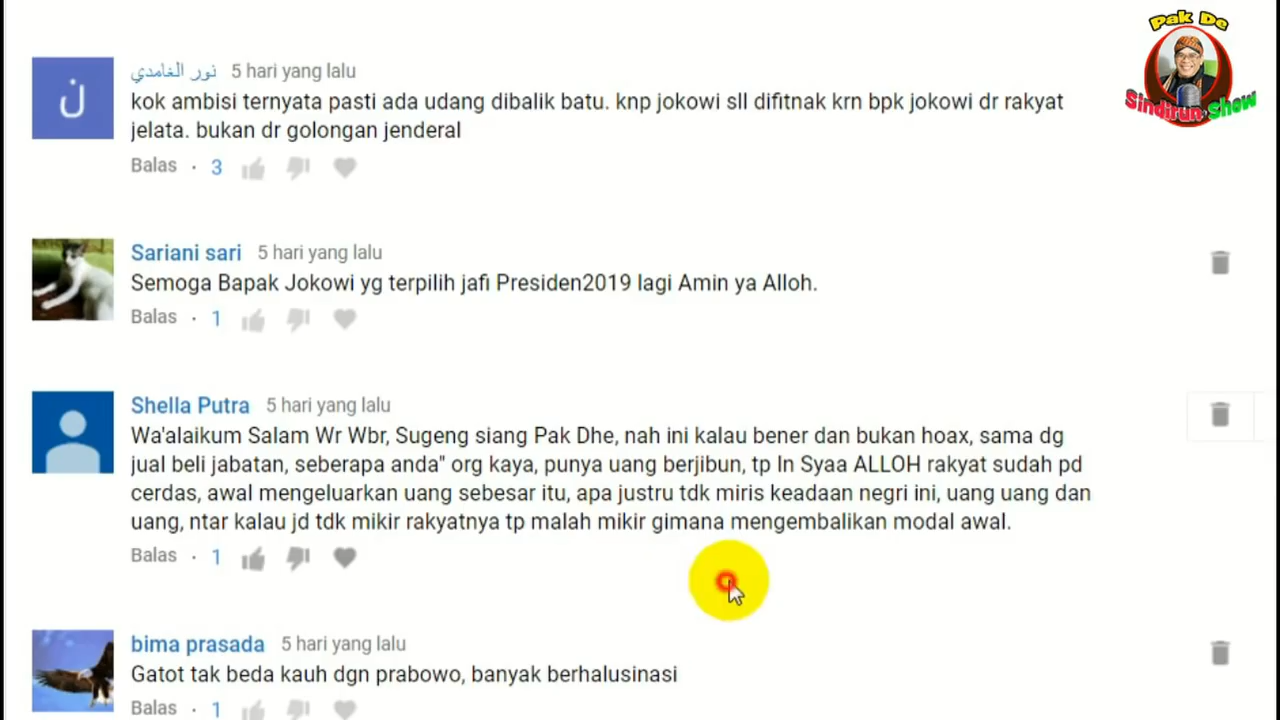 Pak De
Sindirun Show
ن
نور الغامدي 5 hari yang lalu
kok ambisi ternyata pasti ada udang dibalik batu. knp jokowi sll difitnak krn bpk jokowi dr rakyat
jelata. bukan dr golongan jenderal
Balas · 3
Sariani sari 5 hari yang lalu
Semoga Bapak Jokowi yg terpilih jafi Presiden2019 lagi Amin ya Alloh.
Balas · 1
Shella Putra 5 hari yang lalu
Wa'alaikum Salam Wr Wbr, Sugeng siang Pak Dhe, nah ini kalau bener dan bukan hoax, sama dg
jual beli jabatan, seberapa anda" org kaya, punya uang berjibun, tp In Syaa ALLOH rakyat sudah pd
cerdas, awal mengeluarkan uang sebesar itu, apa justru tdk miris keadaan negri ini, uang uang dan
uang, ntar kalau jd tdk mikir rakyatnya tp malah mikir gimana mengembalikan modal awal.
Balas · 1
bima prasada 5 hari yang lalu
Gatot tak beda kauh dgn prabowo, banyak berhalusinasi
Balas · 1